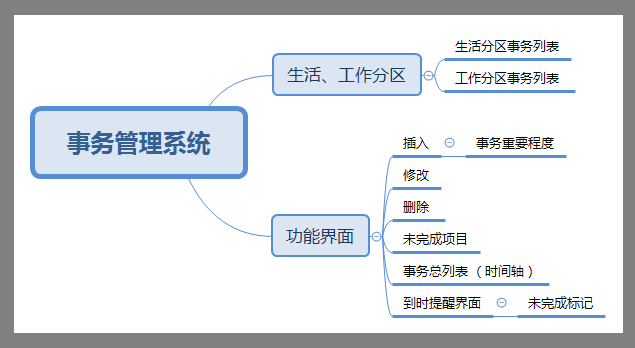 事务管理系统
生活、工作分区
生活分区事务列表
工作分区事务列表
功能界面
插入
事务重要程度
修改
删除
未完成项目
事务总列表（时间轴）
到时提醒界面
未完成标记